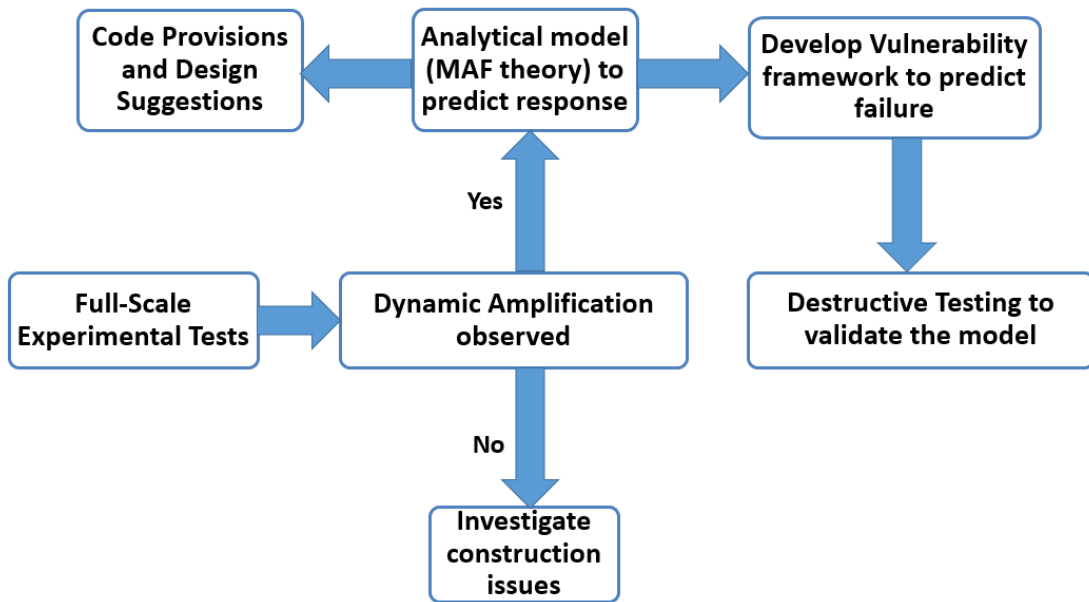 Code Provisions
and Design
Suggestions
Analytical model
(MAF theory) to
predict response
Develop Vulnerability
framework to predict
failure
Yes
Full-Scale
Experimental Tests
Dynamic Amplification
observed
Destructive Testing to
validate the model
No
Investigate
construction
issues